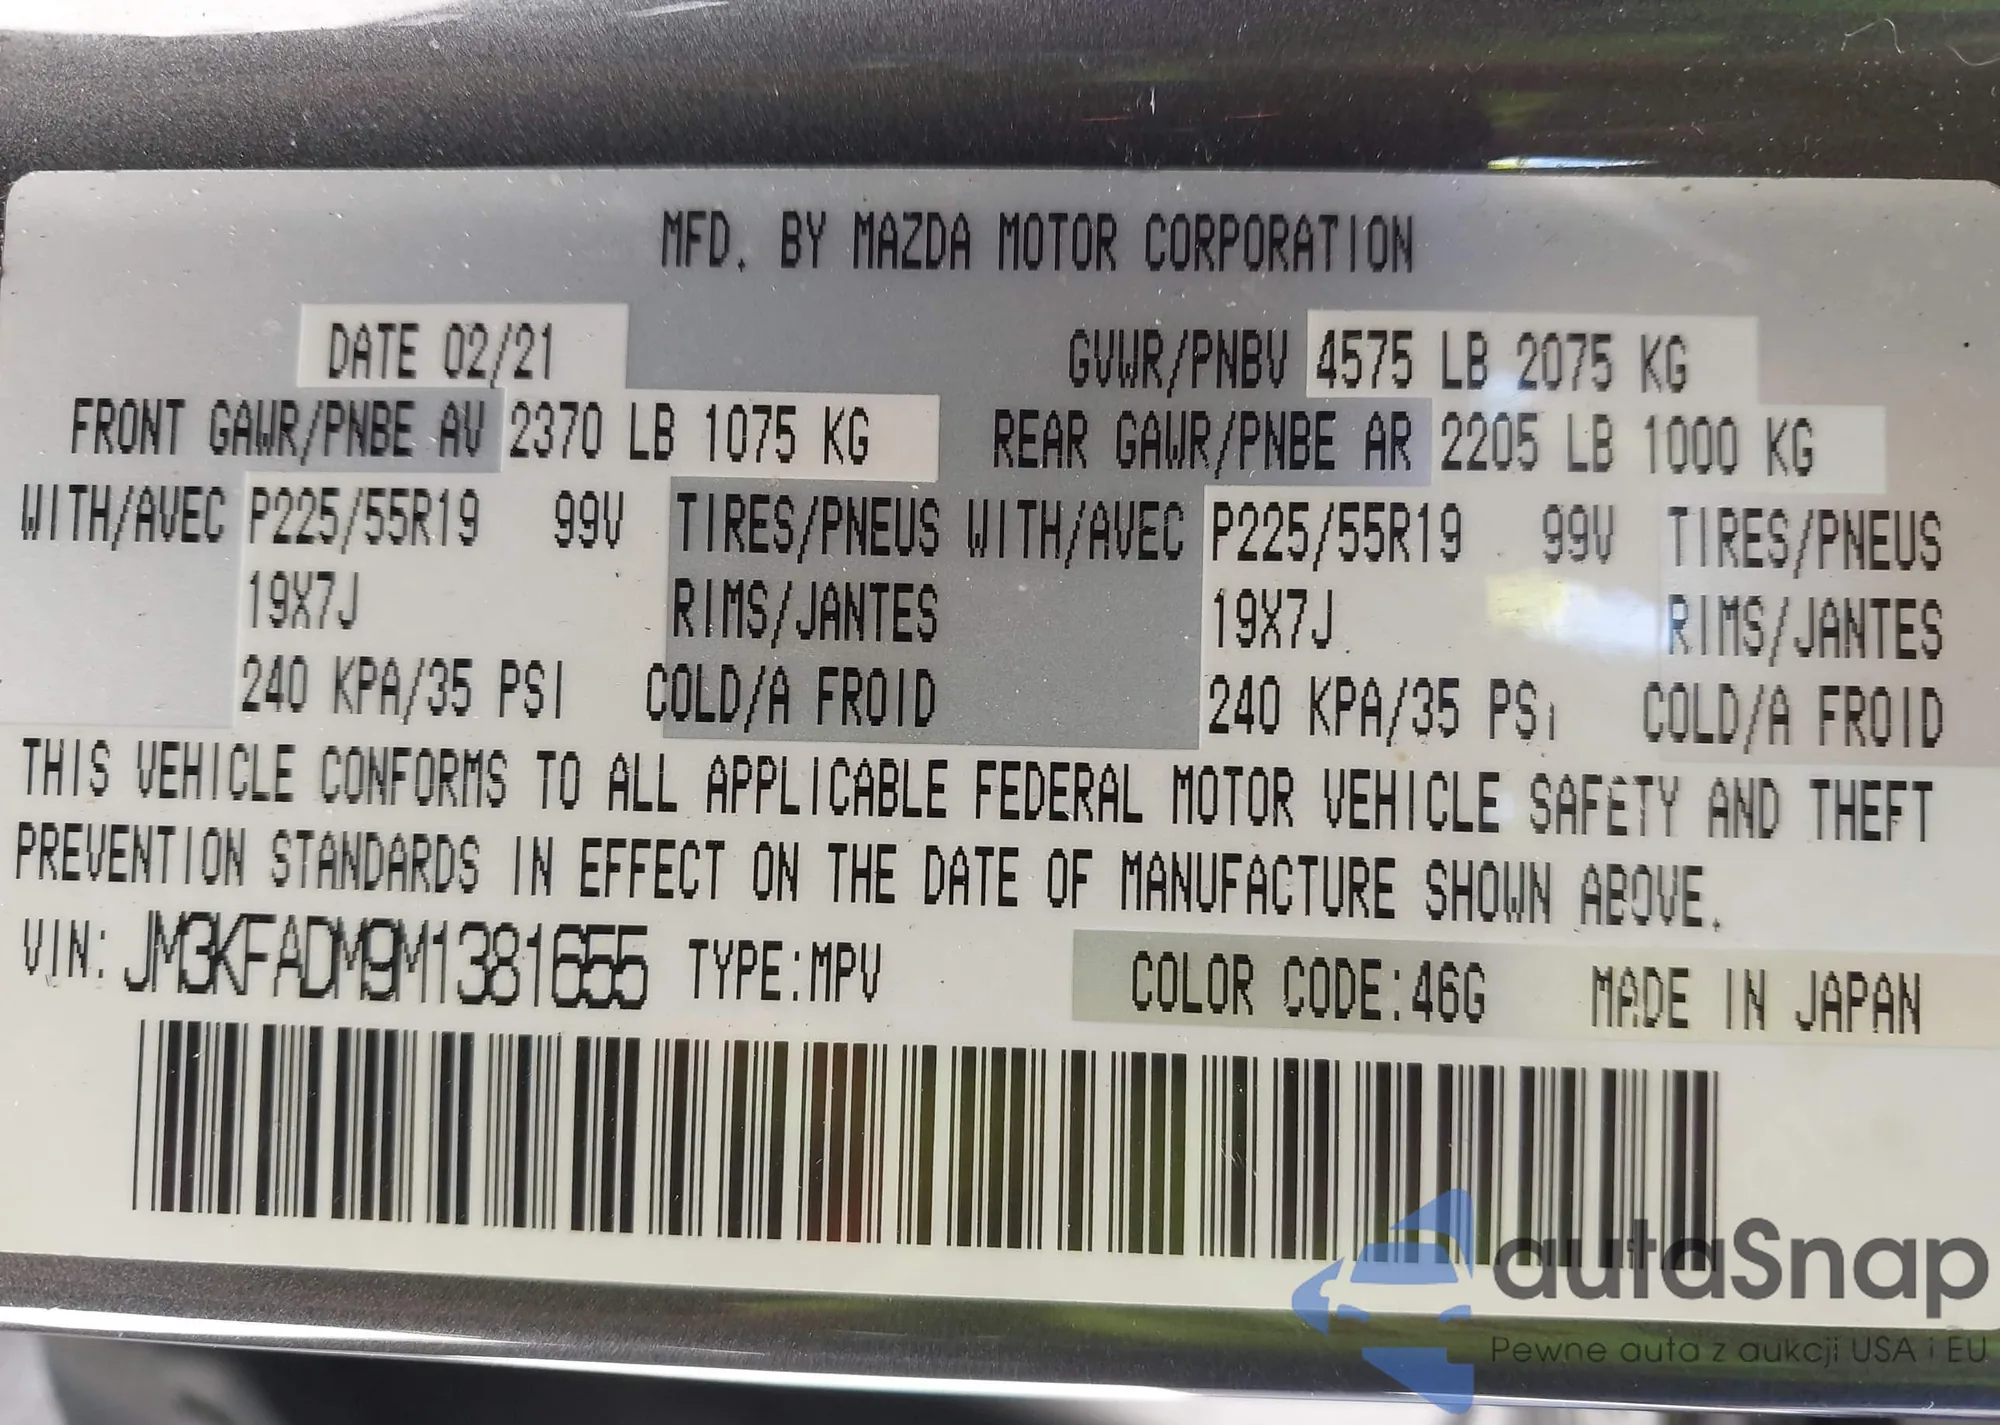 MFD. BY MAZDA MOTOR CORPORATION
DATE 02/21 GVWR/PNBV 4575 LB 2075 KG
FRONT GAWR/PNBE AV 2370 LB 1075 KG REAR GAWR/PNBE AR 2205 LB 1000 KG
WITH/AVEC P225/55R19 99V TIRES/PNEUS WITH/AVEC P225/55R19 99V TIRES/PNEUS
19X7J RIMS/JANTES 19X7J RIMS/JANTES
240 KPA/35 PSI COLD/A FROID 240 KPA/35 PSI COLD/A FROID
THIS VEHICLE CONFORMS TO ALL APPLICABLE FEDERAL MOTOR VEHICLE SAFETY AND THEFT
PREVENTION STANDARDS IN EFFECT ON THE DATE OF MANUFACTURE SHOWN ABOVE.
VIN: JM3KFADM9M1381655 TYPE:MPV COLOR CODE:46G MADE IN JAPAN
autaSnap
Pewne auta z aukcji USA i EU